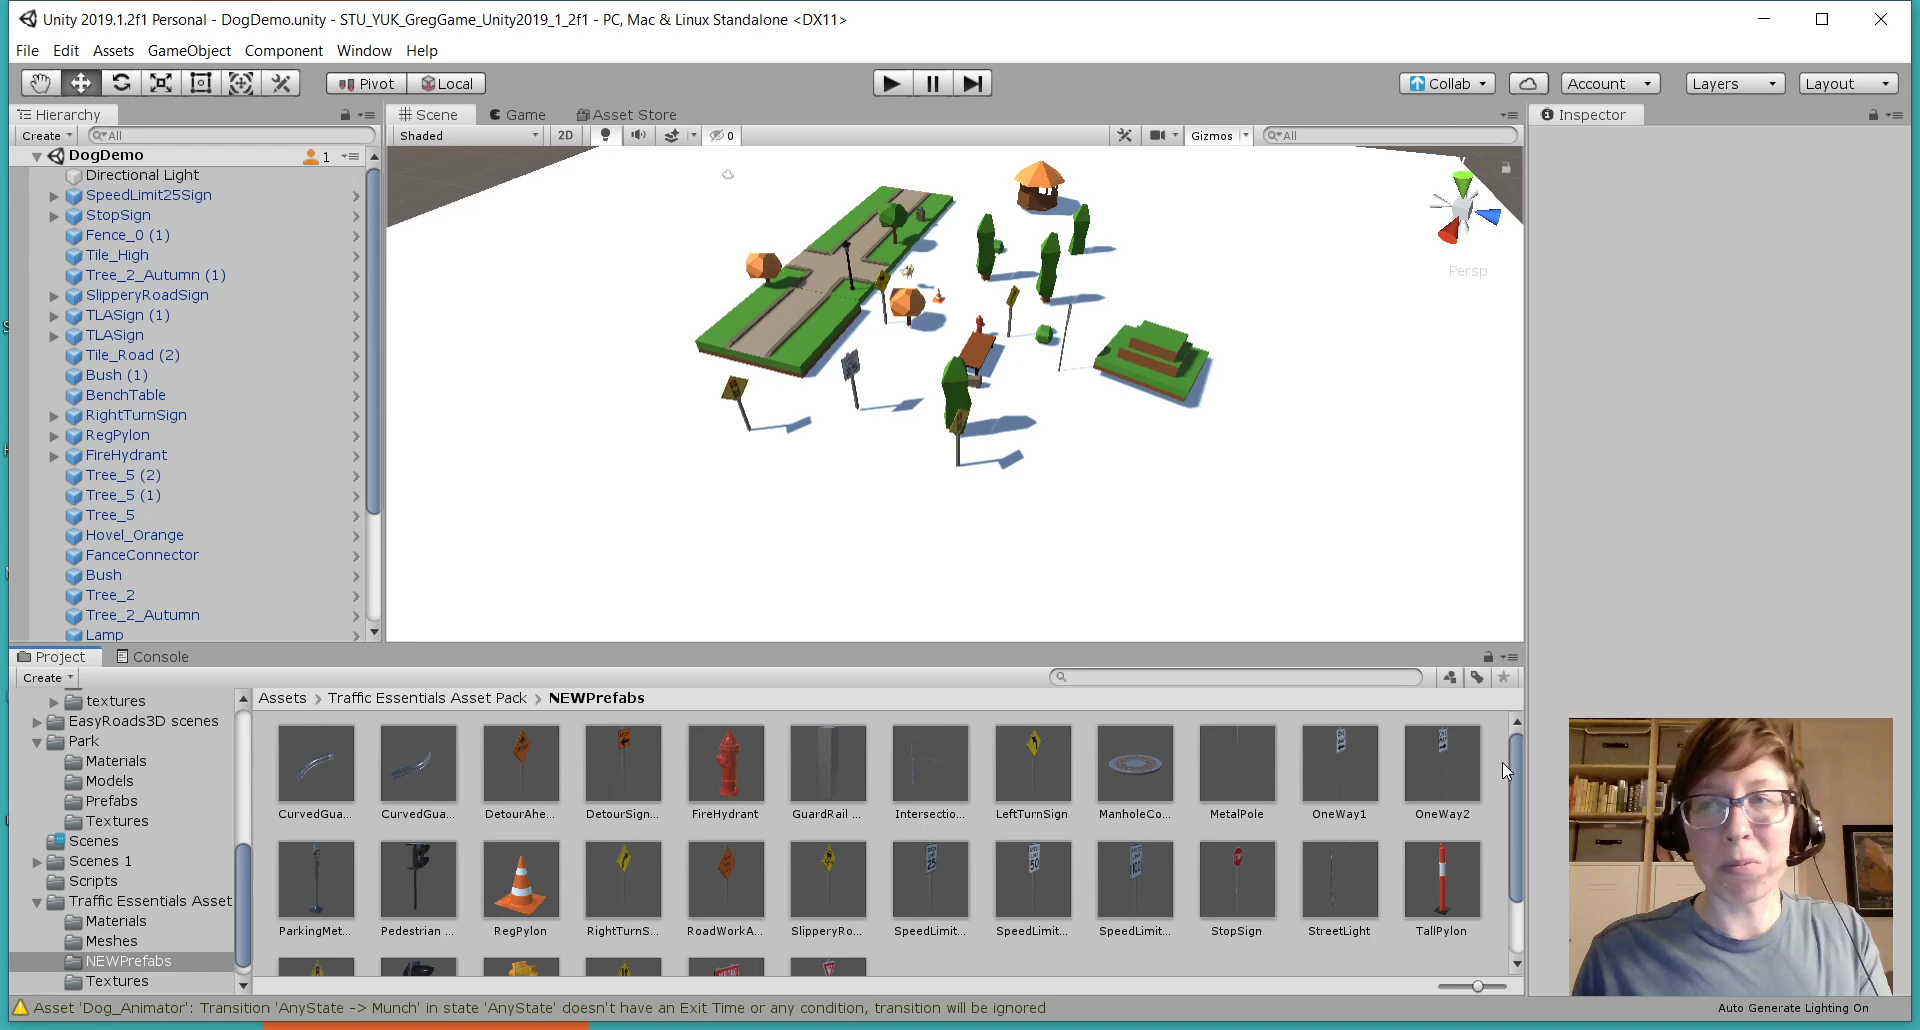 Unity 2019.1.2f1 Personal - DogDemo.unity - STU_YUK_GregGame_Unity2019_1_2f1 - PC, Mac & Linux Standalone <DX11>
File Edit Assets GameObject Component Window Help
Pivot Local Collab Account Layers Layout
Hierarchy
Create All
DogDemo 1
Directional Light
SpeedLimit25Sign
StopSign
Fence_0 (1)
Tile_High
Tree_2_Autumn (1)
SlipperyRoadSign
TLASign (1)
TLASign
Tile_Road (2)
Bush (1)
BenchTable
RightTurnSign
RegPylon
FireHydrant
Tree_5 (2)
Tree_5 (1)
Tree_5
Hovel_Orange
FanceConnector
Bush
Tree_2
Tree_2_Autumn
Lamp
Scene Game Asset Store
Shaded 2D 0 Gizmos All
Y
Persp
Inspector
Project Console
Create
textures
EasyRoads3D scenes
Park
Materials
Models
Prefabs
Textures
Scenes
Scenes 1
Scripts
Traffic Essentials Asset
Materials
Meshes
NEWPrefabs
Textures
Assets > Traffic Essentials Asset Pack > NEWPrefabs
CurvedGua... CurvedGua... DetourAhe... DetourSign... FireHydrant GuardRail ... Intersectio... LeftTurnSign ManholeCo... MetalPole OneWay1 OneWay2
25 50 100
ParkingMet... Pedestrian ... RegPylon RightTurnS... RoadWorkA... SlipperyRo... SpeedLimit... SpeedLimit... SpeedLimit... StopSign StreetLight TallPylon
Asset 'Dog_Animator': Transition 'AnyState -> Munch' in state 'AnyState' doesn't have an Exit Time or any condition, transition will be ignored
Auto Generate Lighting On